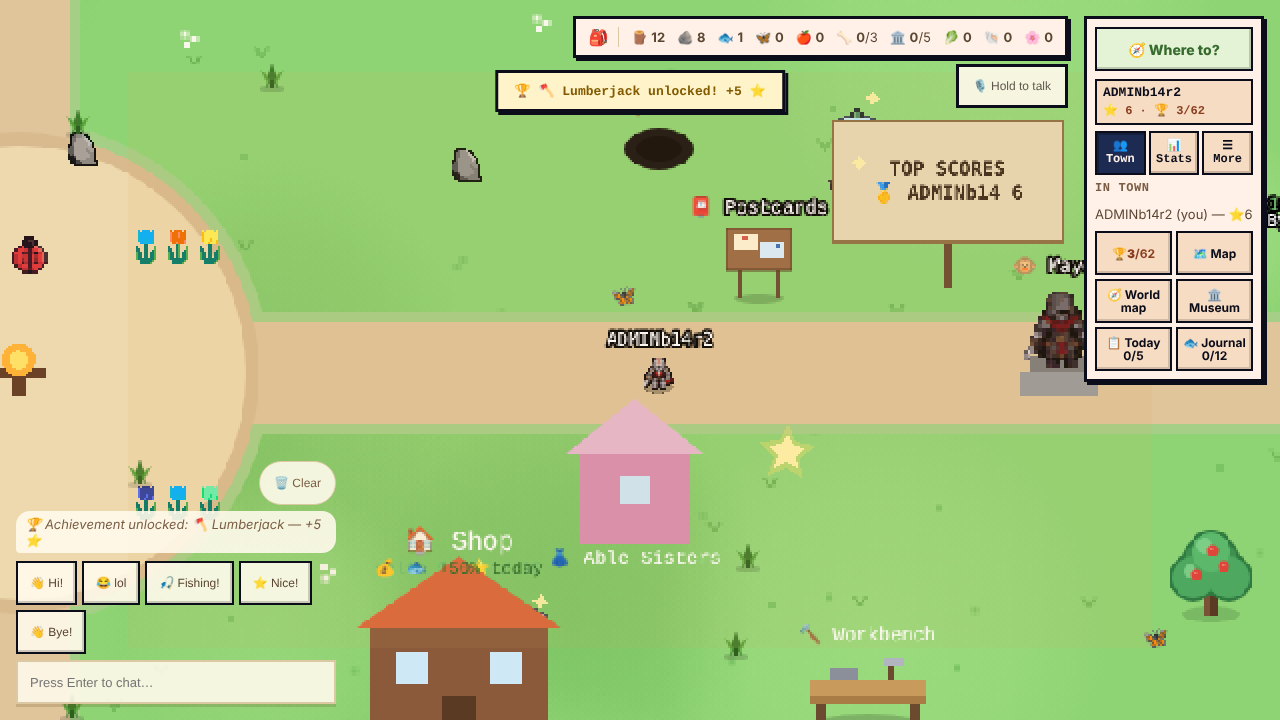 12 8 1 0 0 0/3 0/5 0 0 0
Lumberjack unlocked! +5
Hold to talk
Where to?
ADMINb14r2
6 · 3/62
Town
Stats
More
IN TOWN
ADMINb14r2 (you) — 6
3/62
Map
World map
Museum
Today 0/5
Journal 0/12
TOP SCORES
ADMINb14 6
Postcards
ADMINb14r2
Clear
Achievement unlocked: Lumberjack — +5
Hi!
lol
Fishing!
Nice!
Bye!
Press Enter to chat…
Shop
+50% today
Able Sisters
Workbench